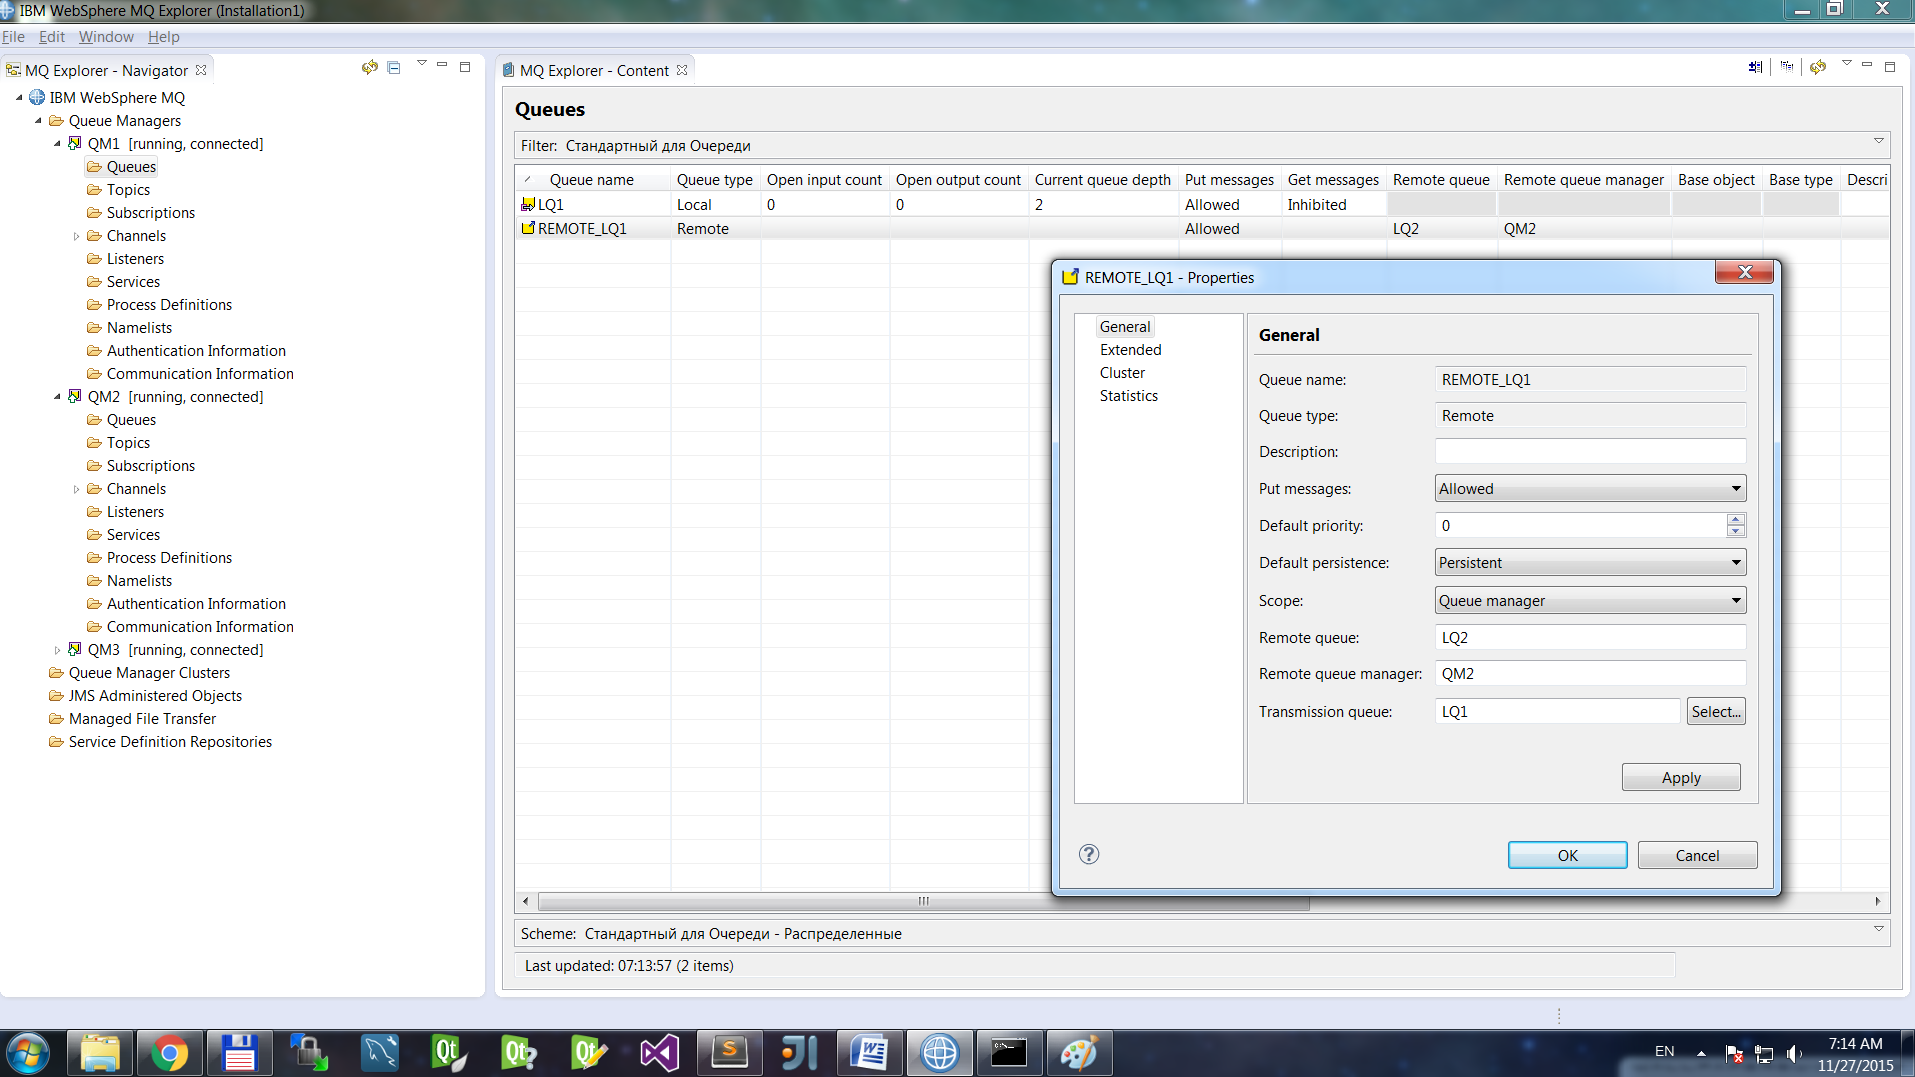 IBM WebSphere MQ Explorer (Installation1)
File Edit Window Help
MQ Explorer - Navigator
IBM WebSphere MQ
Queue Managers
QM1 [running, connected]
Queues
Topics
Subscriptions
Channels
Listeners
Services
Process Definitions
Namelists
Authentication Information
Communication Information
QM2 [running, connected]
Queues
Topics
Subscriptions
Channels
Listeners
Services
Process Definitions
Namelists
Authentication Information
Communication Information
QM3 [running, connected]
Queue Manager Clusters
JMS Administered Objects
Managed File Transfer
Service Definition Repositories
MQ Explorer - Content
Queues
Filter: Стандартный для Очереди
Queue name Queue type Open input count Open output count Current queue depth Put messages Get messages Remote queue Remote queue manager Base object Base type Descri
LQ1 Local 0 0 2 Allowed Inhibited
REMOTE_LQ1 Remote Allowed LQ2 QM2
REMOTE_LQ1 - Properties
General
Extended
Cluster
Statistics
General
Queue name: REMOTE_LQ1
Queue type: Remote
Description:
Put messages: Allowed
Default priority: 0
Default persistence: Persistent
Scope: Queue manager
Remote queue: LQ2
Remote queue manager: QM2
Transmission queue: LQ1 Select...
Apply
OK Cancel
Scheme: Стандартный для Очереди - Распределенные
Last updated: 07:13:57 (2 items)
EN
7:14 AM
11/27/2015